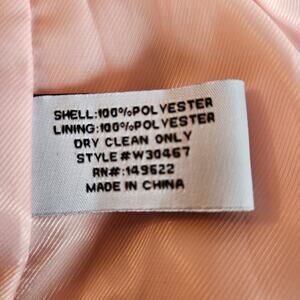 SHELL:100%POLYESTER
LINING:100%POLYESTER
DRY CLEAN ONLY
STYLE#W30467
RN#:149622
MADE IN CHINA